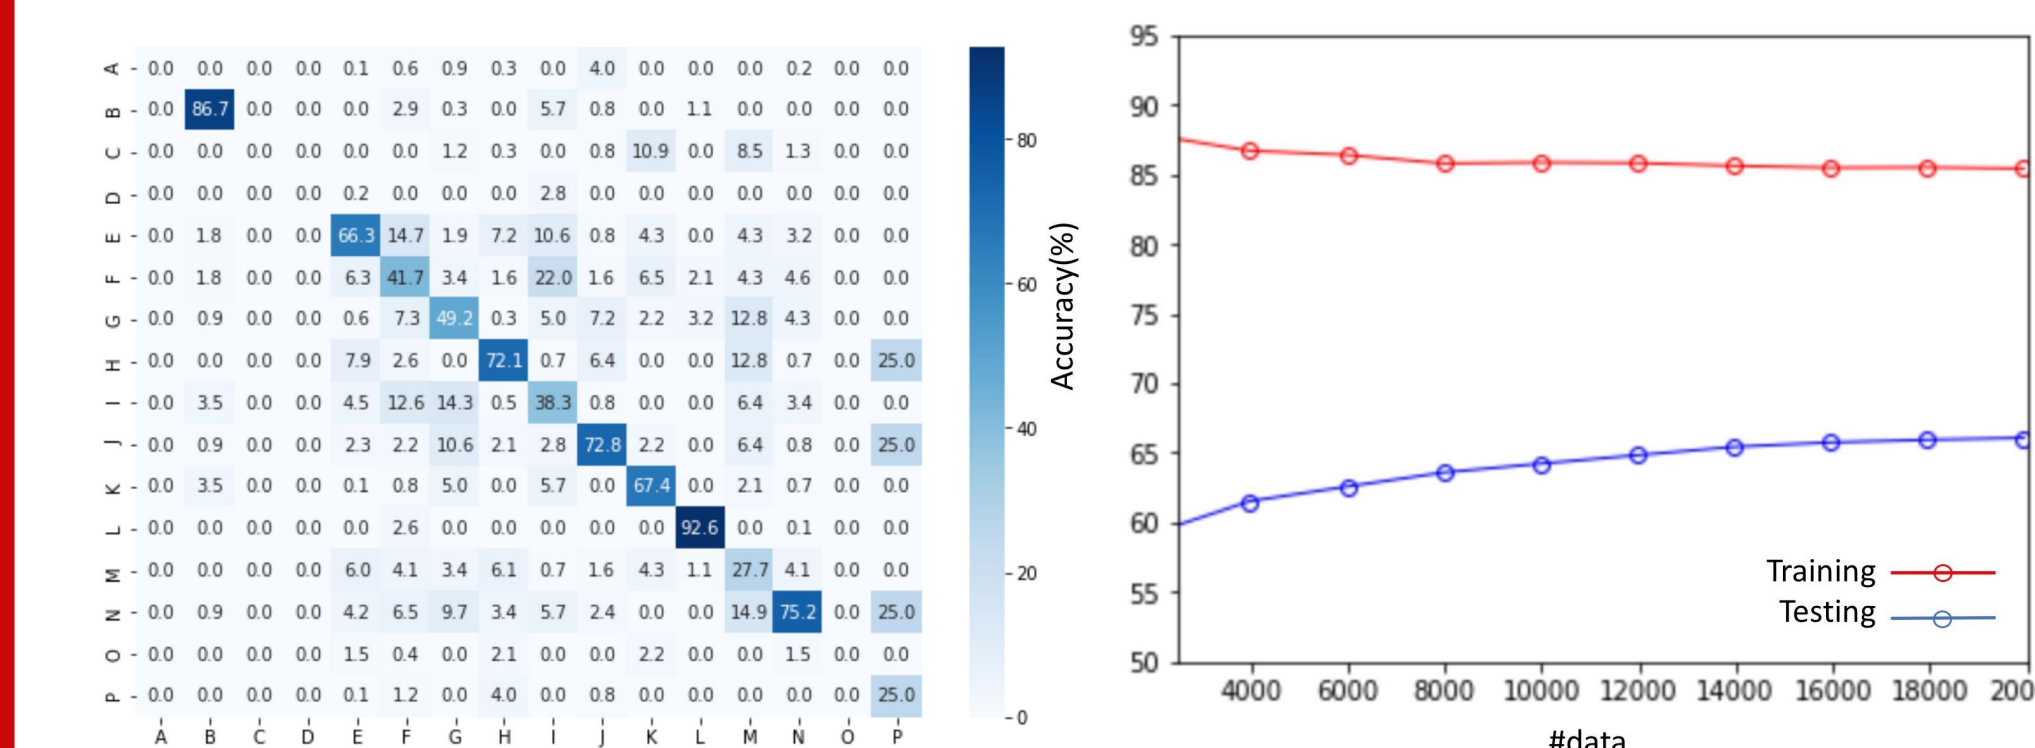 A 0.0 0.0 0.0 0.0 0.1 0.6 0.9 0.3 0.0 4.0 0.0 0.0 0.0 0.2 0.0 0.0
B 0.0 86.7 0.0 0.0 0.0 2.9 0.3 0.0 5.7 0.8 0.0 1.1 0.0 0.0 0.0 0.0
C 0.0 0.0 0.0 0.0 0.0 0.0 1.2 0.3 0.0 0.8 10.9 0.0 8.5 1.3 0.0 0.0
D 0.0 0.0 0.0 0.0 0.2 0.0 0.0 0.0 2.8 0.0 0.0 0.0 0.0 0.0 0.0 0.0
E 0.0 1.8 0.0 0.0 66.3 14.7 1.9 7.2 10.6 0.8 4.3 0.0 4.3 3.2 0.0 0.0
F 0.0 1.8 0.0 0.0 6.3 41.7 3.4 1.6 22.0 1.6 6.5 2.1 4.3 4.6 0.0 0.0
G 0.0 0.9 0.0 0.0 0.6 7.3 49.2 0.3 5.0 7.2 2.2 3.2 12.8 4.3 0.0 0.0
H 0.0 0.0 0.0 0.0 7.9 2.6 0.0 72.1 0.7 6.4 0.0 0.0 12.8 0.7 0.0 25.0
I 0.0 3.5 0.0 0.0 4.5 12.6 14.3 0.5 38.3 0.8 0.0 0.0 6.4 3.4 0.0 0.0
J 0.0 0.9 0.0 0.0 2.3 2.2 10.6 2.1 2.8 72.8 2.2 0.0 6.4 0.8 0.0 25.0
K 0.0 3.5 0.0 0.0 0.1 0.8 5.0 0.0 5.7 0.0 67.4 0.0 2.1 0.7 0.0 0.0
L 0.0 0.0 0.0 0.0 0.0 2.6 0.0 0.0 0.0 0.0 0.0 92.6 0.0 0.1 0.0 0.0
M 0.0 0.0 0.0 0.0 6.0 4.1 3.4 6.1 0.7 1.6 4.3 1.1 27.7 4.1 0.0 0.0
N 0.0 0.9 0.0 0.0 4.2 6.5 9.7 3.4 5.7 2.4 0.0 0.0 14.9 75.2 0.0 25.0
O 0.0 0.0 0.0 0.0 1.5 0.4 0.0 2.1 0.0 0.0 2.2 0.0 0.0 1.5 0.0 0.0
P 0.0 0.0 0.0 0.0 0.1 1.2 0.0 4.0 0.0 0.8 0.0 0.0 0.0 0.0 0.0 25.0
A B C D E F G H I J K L M N O P
80
60
40
20
0
Accuracy(%)
95
90
85
80
75
70
65
60
55
50
Training
Testing
4000 6000 8000 10000 12000 14000 16000 18000 200
#data